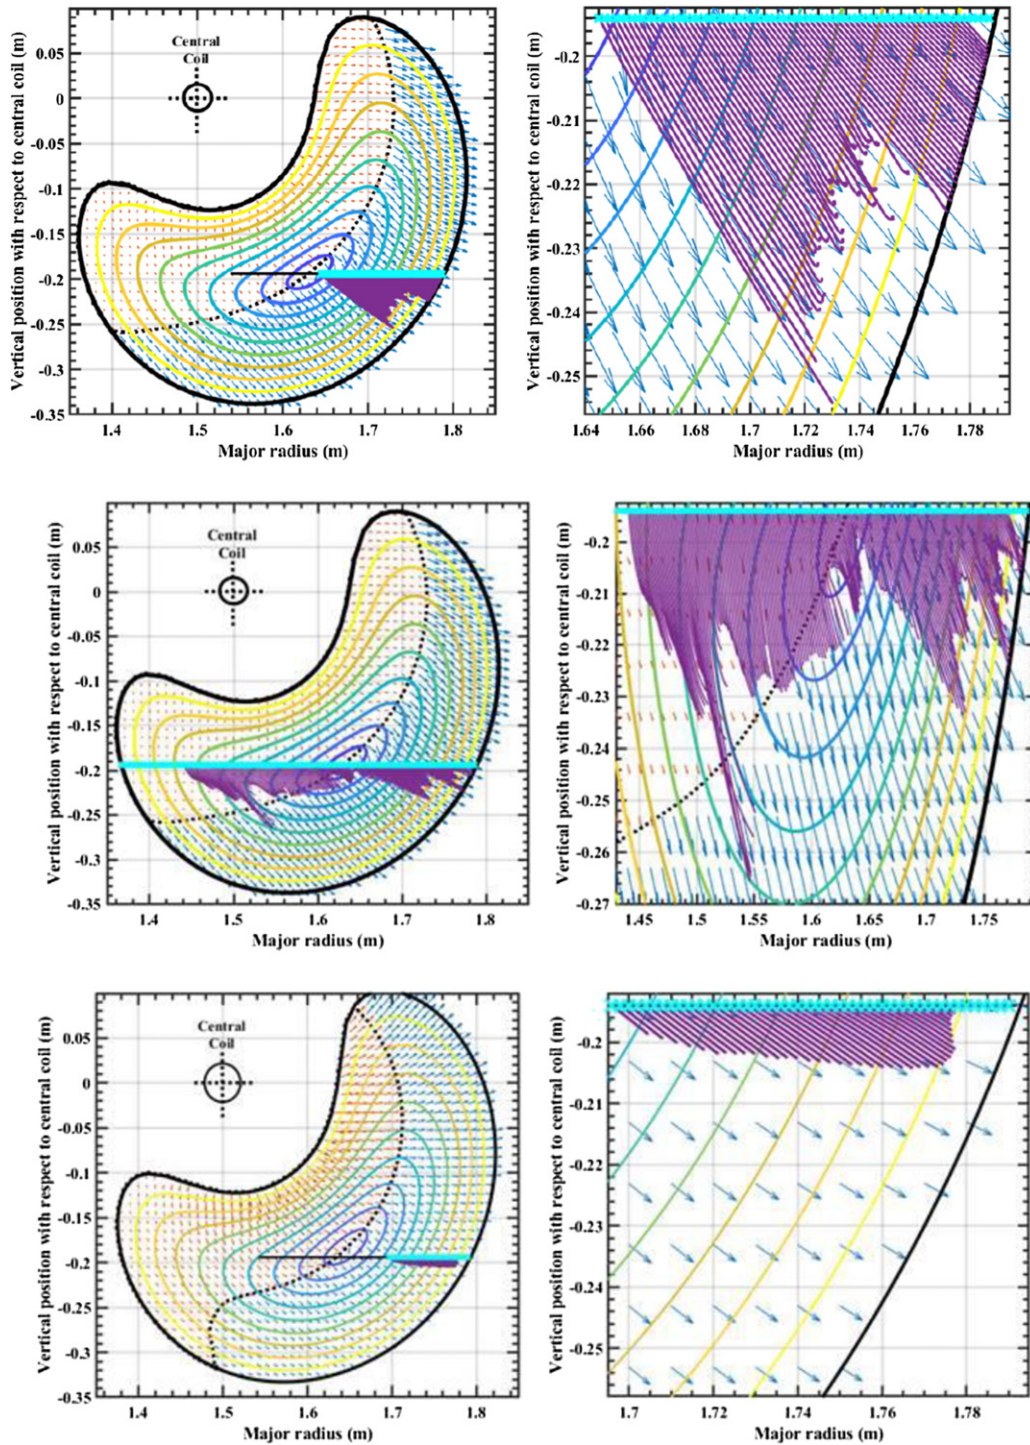 Vertical position with respect to central coil (m)
0.05
0
-0.05
-0.1
-0.15
-0.2
-0.25
-0.3
-0.35
Central
Coil
1.4 1.5 1.6 1.7 1.8
Major radius (m)
Vertical position with respect to central coil (m)
-0.2
-0.21
-0.22
-0.23
-0.24
-0.25
1.64 1.66 1.68 1.7 1.72 1.74 1.76 1.78
Major radius (m)
Vertical position with respect to central coil (m)
0.05
0
-0.05
-0.1
-0.15
-0.2
-0.25
-0.3
-0.35
Central
Coil
1.4 1.5 1.6 1.7 1.8
Major radius (m)
Vertical position with respect to central coil (m)
-0.2
-0.21
-0.22
-0.23
-0.24
-0.25
-0.26
-0.27
1.45 1.5 1.55 1.6 1.65 1.7 1.75
Major radius (m)
Vertical position with respect to central coil (m)
0.05
0
-0.05
-0.1
-0.15
-0.2
-0.25
-0.3
-0.35
Central
Coil
1.4 1.5 1.6 1.7 1.8
Major radius (m)
Vertical position with respect to central coil (m)
-0.2
-0.21
-0.22
-0.23
-0.24
-0.25
1.7 1.72 1.74 1.76 1.78
Major radius (m)